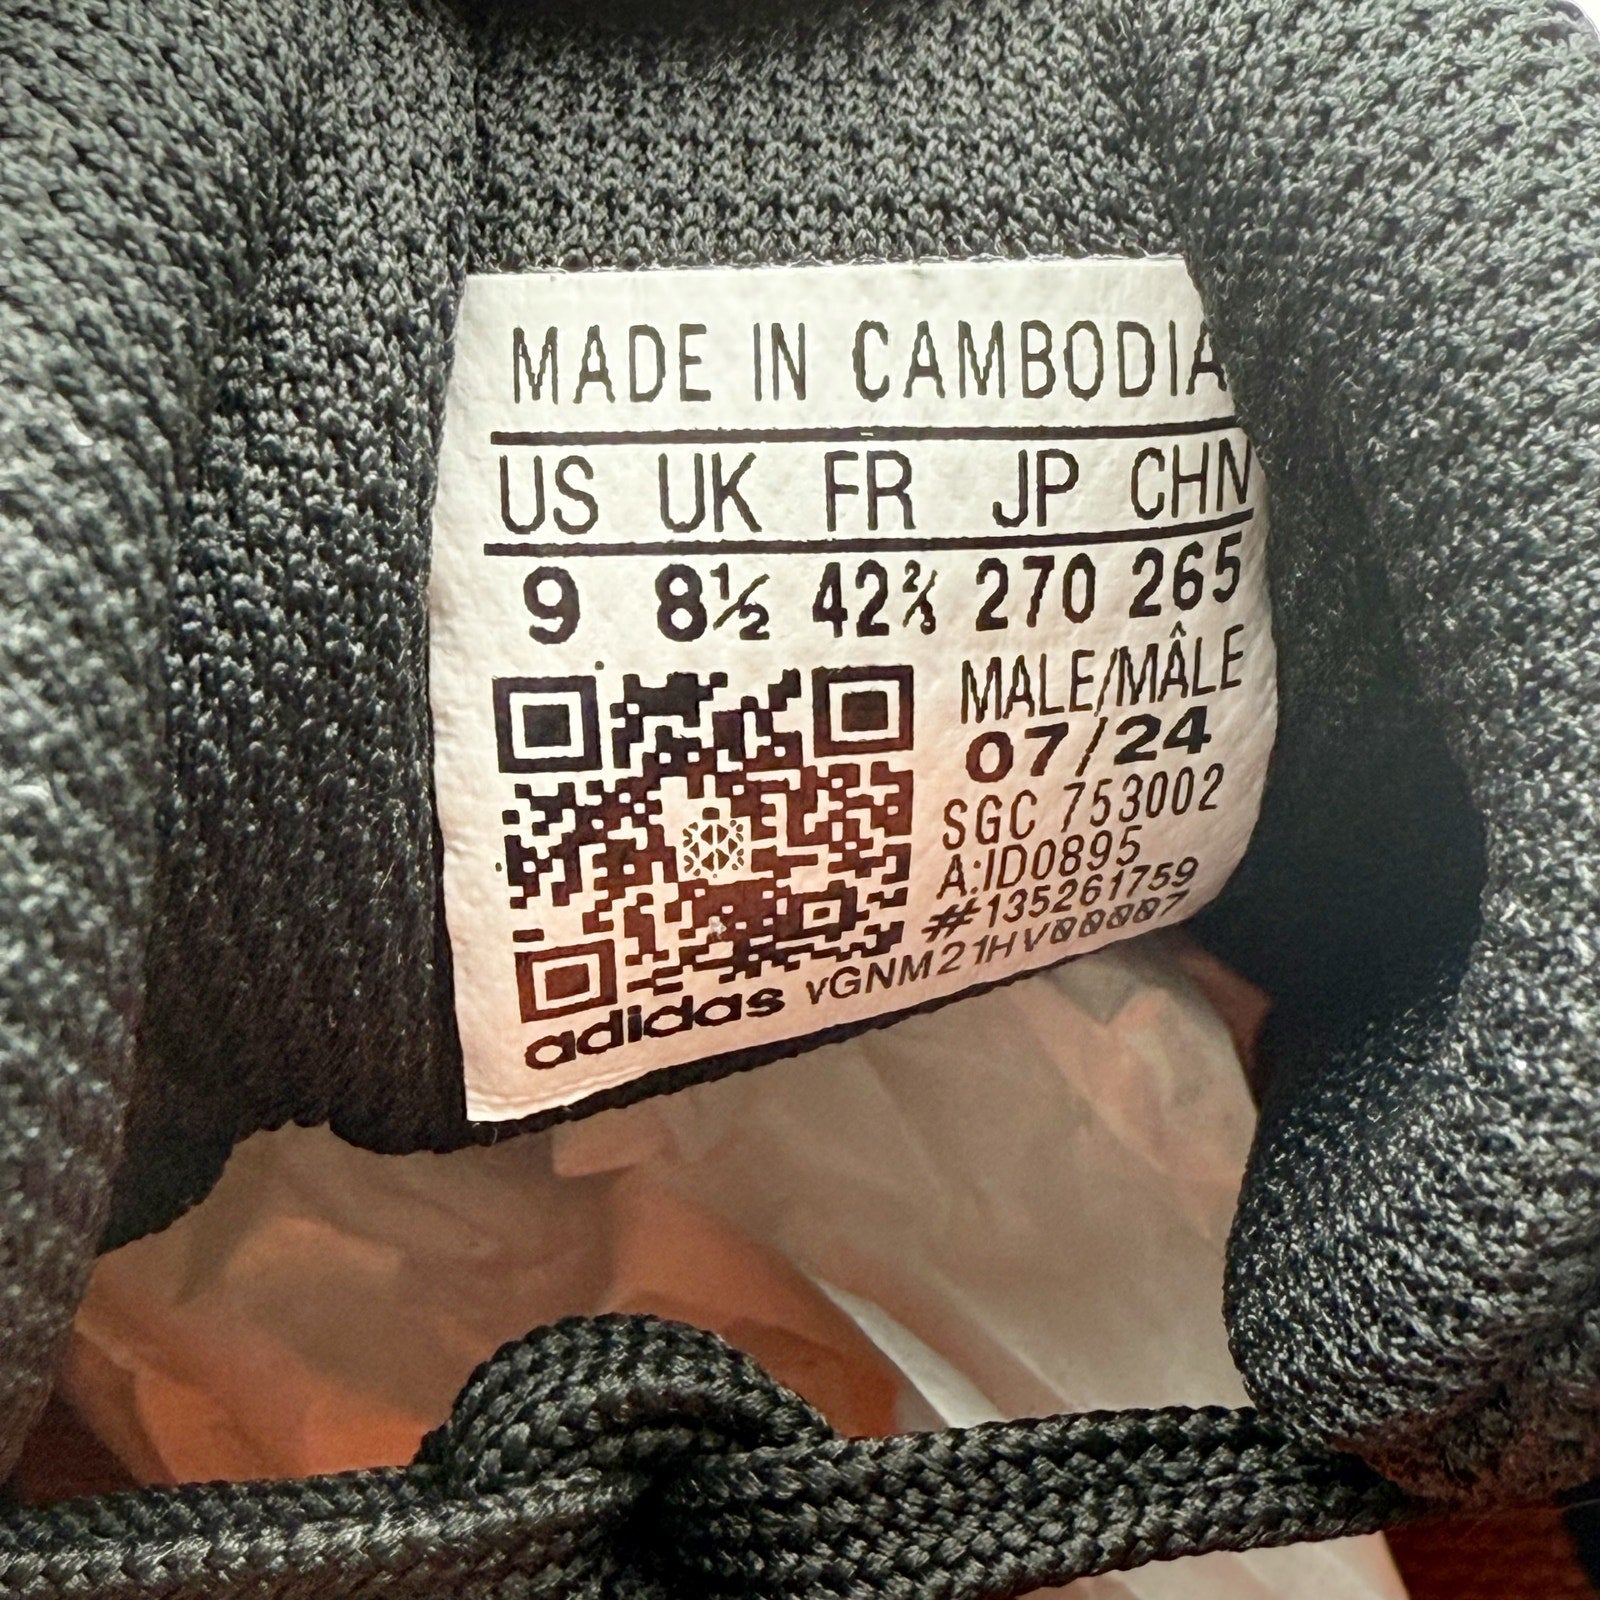 MADE IN CAMBODIA
US UK FR JP CHN
9 8½ 42⅔ 270 265
MALE/MÂLE
07/24
SGC 753002
A:ID0895
#135261759
adidas vGNM21HV00007